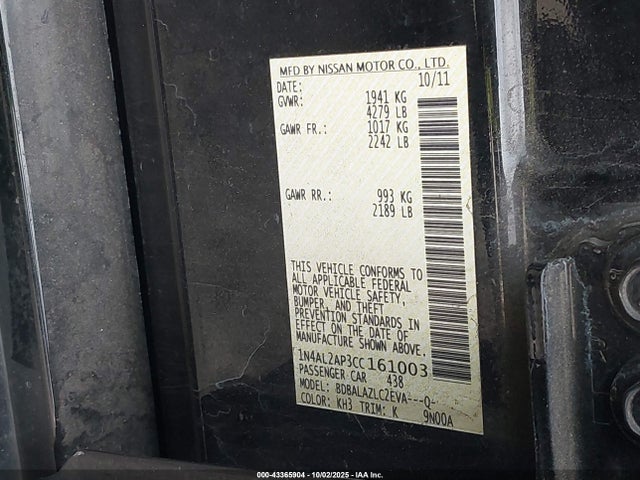 MFD BY NISSAN MOTOR CO., LTD.
DATE: 10/11
GVWR: 1941 KG
4279 LB
GAWR FR.: 1017 KG
2242 LB
GAWR RR.: 993 KG
2189 LB
THIS VEHICLE CONFORMS TO
ALL APPLICABLE FEDERAL
MOTOR VEHICLE SAFETY,
BUMPER, AND THEFT
PREVENTION STANDARDS IN
EFFECT ON THE DATE OF
MANUFACTURE SHOWN ABOVE.
1N4AL2AP3CC161003
PASSENGER CAR 438
MODEL: BDBALAZLC2EVA---Q-
COLOR: KH3 TRIM: K 9N00A
000-43365904 - 10/02/2025 - IAA Inc.